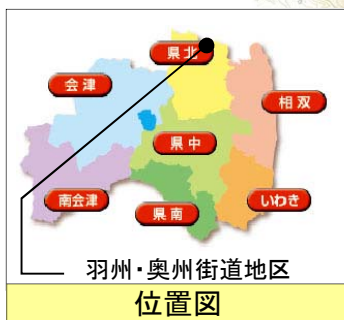 県北
会津
相双
県中
南会津
県南
いわき
羽州・奥州街道地区
位置図